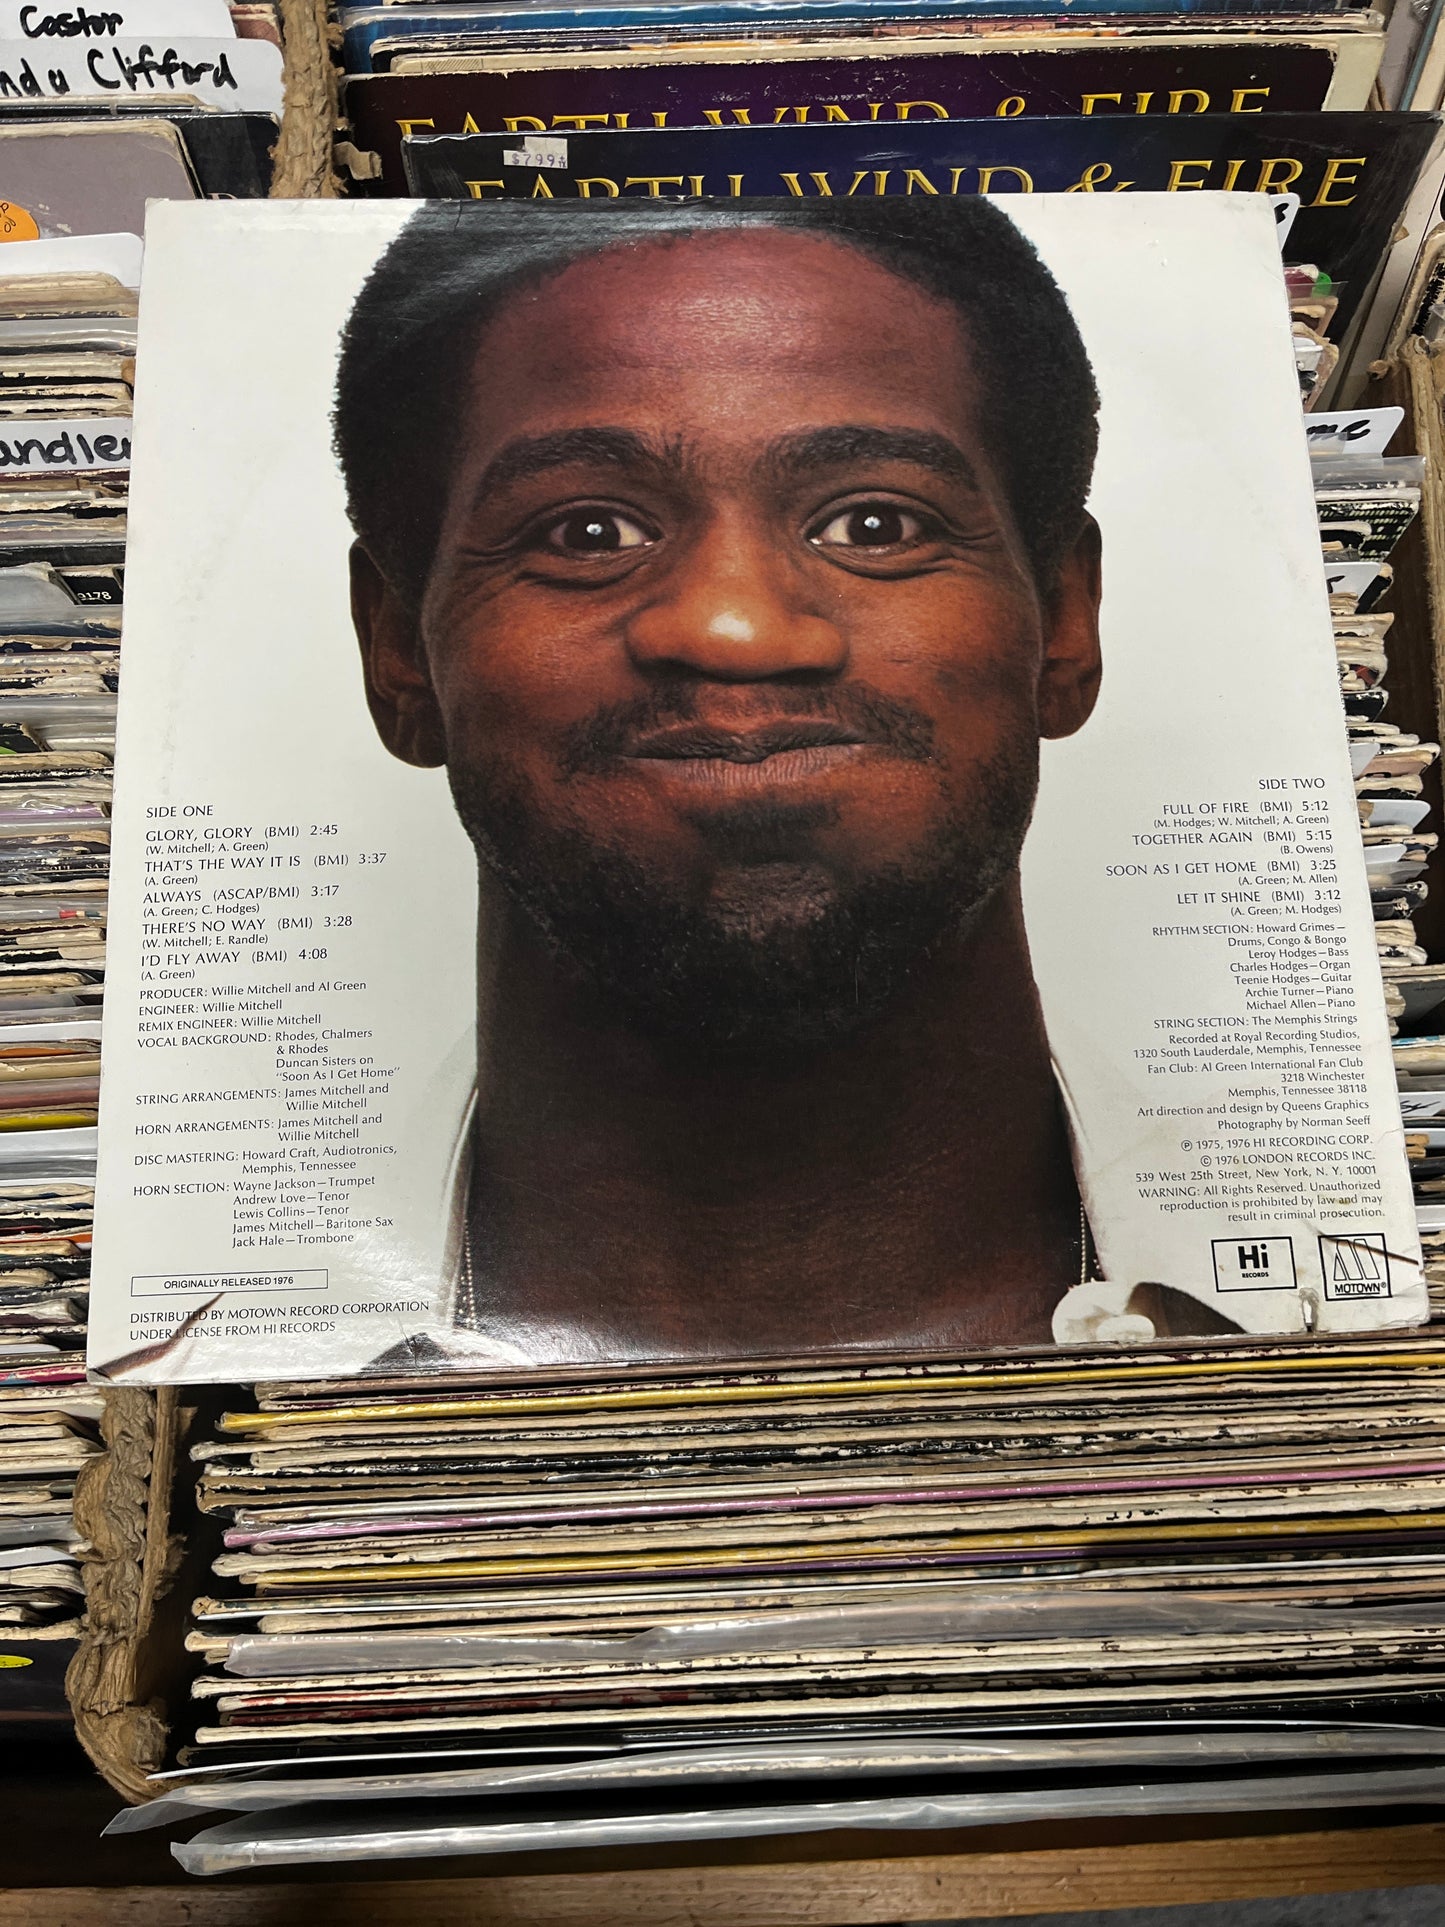 Castor
Clifford
EARTH, WIND & FIRE
$7.99
EARTH, WIND & FIRE
3178
SIDE ONE
GLORY, GLORY (BMI) 2:45
(W. Mitchell; A. Green)
THAT'S THE WAY IT IS (BMI) 3:37
(A. Green)
ALWAYS (ASCAP/BMI) 3:17
(A. Green; C. Hodges)
THERE'S NO WAY (BMI) 3:28
(W. Mitchell; E. Randle)
I'D FLY AWAY (BMI) 4:08
(A. Green)
PRODUCER: Willie Mitchell and Al Green
ENGINEER: Willie Mitchell
REMIX ENGINEER: Willie Mitchell
VOCAL BACKGROUND: Rhodes, Chalmers
& Rhodes
Duncan Sisters on
"Soon As I Get Home"
STRING ARRANGEMENTS: James Mitchell and
Willie Mitchell
HORN ARRANGEMENTS: James Mitchell and
Willie Mitchell
DISC MASTERING: Howard Craft, Audiotronics,
Memphis, Tennessee
HORN SECTION: Wayne Jackson—Trumpet
Andrew Love—Tenor
Lewis Collins—Tenor
James Mitchell—Baritone Sax
Jack Hale—Trombone
ORIGINALLY RELEASED 1976
DISTRIBUTED BY MOTOWN RECORD CORPORATION
UNDER LICENSE FROM HI RECORDS
SIDE TWO
FULL OF FIRE (BMI) 5:12
(M. Hodges; W. Mitchell; A. Green)
TOGETHER AGAIN (BMI) 5:15
(B. Owens)
SOON AS I GET HOME (BMI) 3:25
(A. Green; M. Allen)
LET IT SHINE (BMI) 3:12
(A. Green; M. Hodges)
RHYTHM SECTION: Howard Grimes—
Drums, Congo & Bongo
Leroy Hodges—Bass
Charles Hodges—Organ
Teenie Hodges—Guitar
Archie Turner—Piano
Michael Allen—Piano
STRING SECTION: The Memphis Strings
Recorded at Royal Recording Studios,
1320 South Lauderdale, Memphis, Tennessee
Fan Club: Al Green International Fan Club
3218 Winchester
Memphis, Tennessee 38118
Art direction and design by Queens Graphics
Photography by Norman Seeff
℗ 1975, 1976 HI RECORDING CORP.
© 1976 LONDON RECORDS INC.
539 West 25th Street, New York, N. Y. 10001
WARNING: All Rights Reserved. Unauthorized
reproduction is prohibited by law and may
result in criminal prosecution.
Hi
RECORDS
MOTOWN®